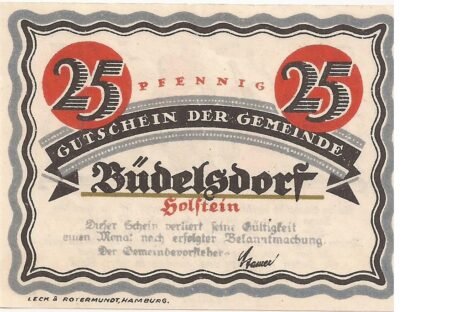 25 PFENNIG 25
GUTSCHEIN DER GEMEINDE
Büdelsdorf
Holstein
Dieser Schein verliert seine Gültigkeit
einen Monat nach erfolgter Bekanntmachung.
Der Gemeindevorsteher
LECK & ROTERMUNDT, HAMBURG.